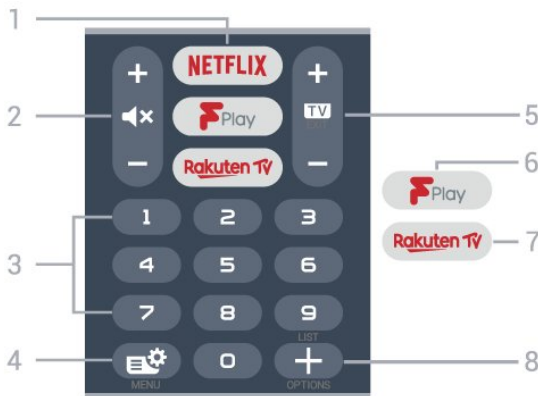 1
+ NETFLIX +
2 F Play TV 5
− Rakuten TV −
6
F Play
1 2 3
Rakuten TV 7
3
4 5 6
7 8 9
LIST
4 0 + 8
MENU OPTIONS